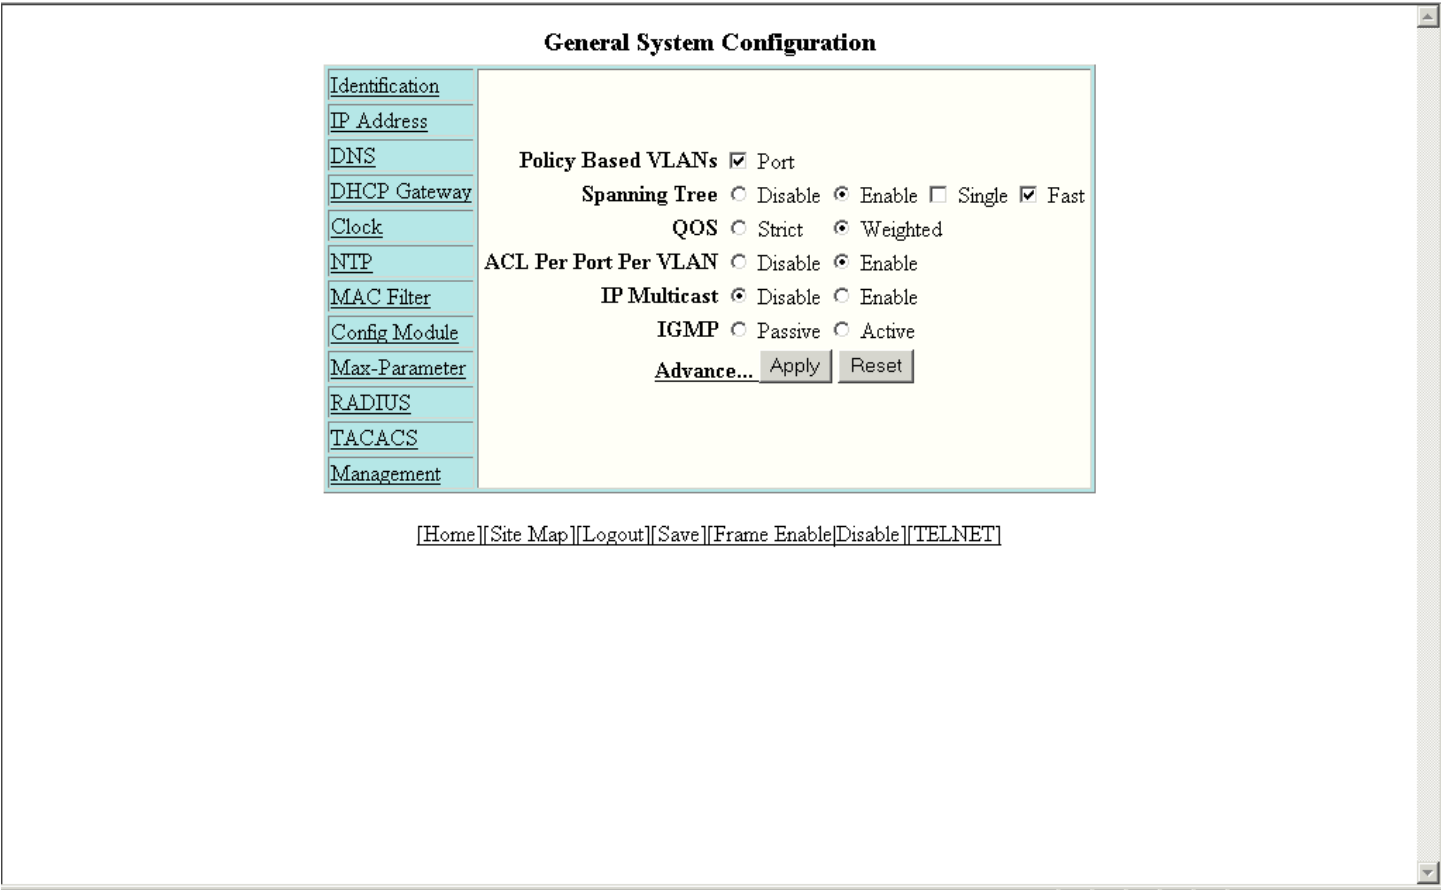 General System Configuration
Identification
IP Address
DNS
DHCP Gateway
Clock
NTP
MAC Filter
Config Module
Max-Parameter
RADIUS
TACACS
Management
Policy Based VLANs Port
Spanning Tree Disable Enable Single Fast
QOS Strict Weighted
ACL Per Port Per VLAN Disable Enable
IP Multicast Disable Enable
IGMP Passive Active
Advance... Apply Reset
[Home][Site Map][Logout][Save][Frame Enable|Disable][TELNET]